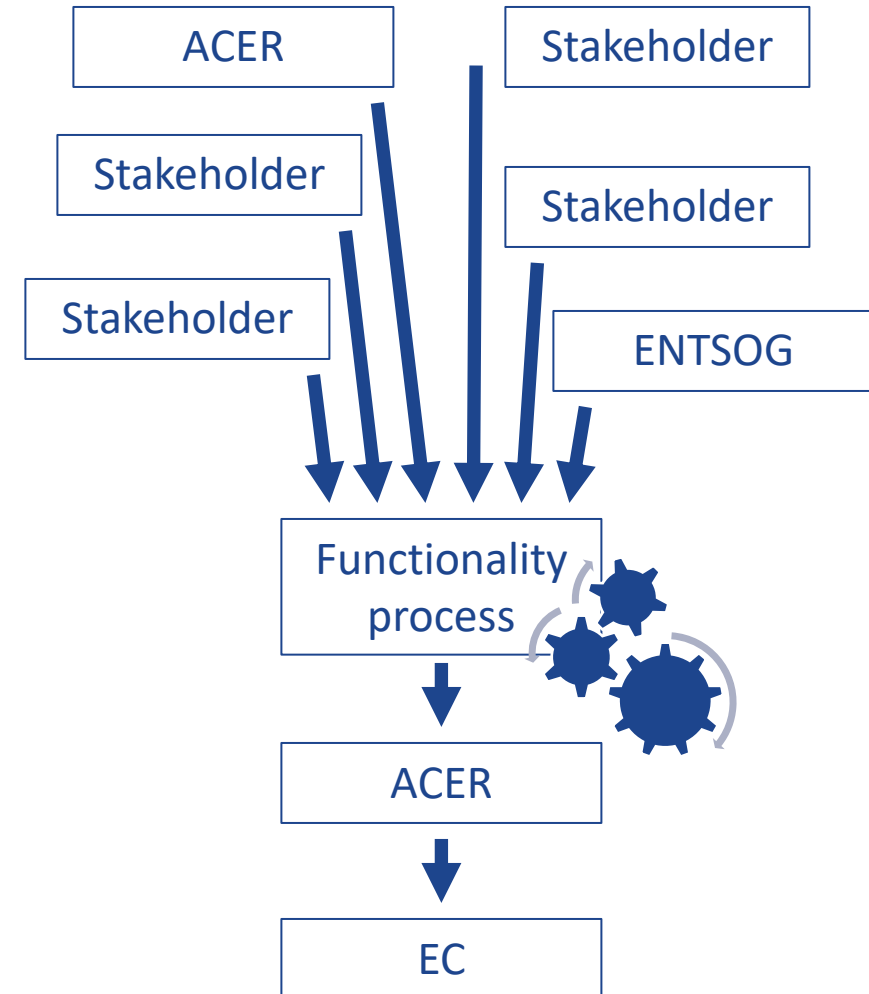 ACER
Stakeholder
Stakeholder
Stakeholder
Stakeholder
ENTSOG
Functionality
process
ACER
EC